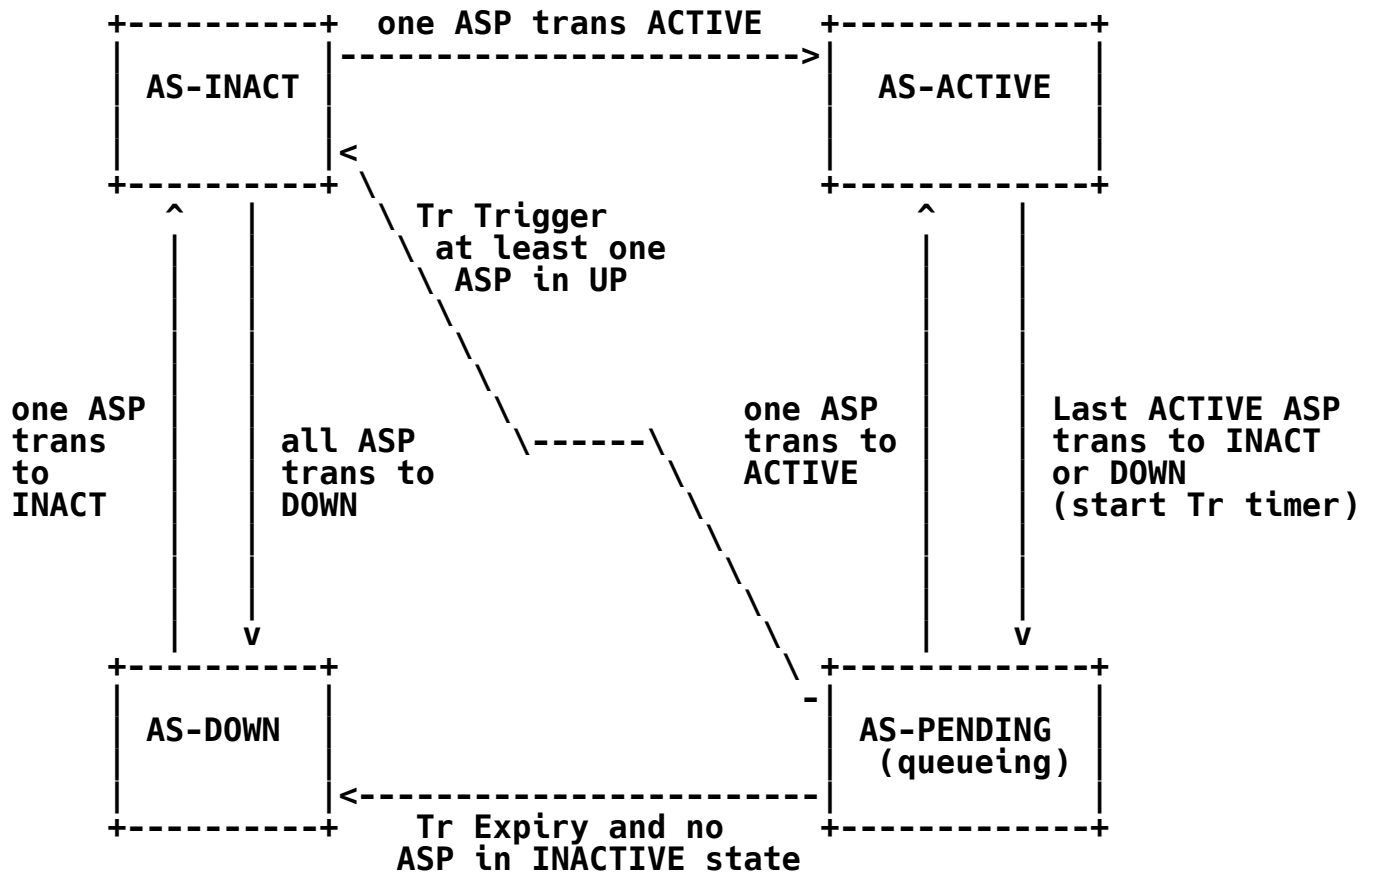 one ASP trans ACTIVE
AS-INACT
AS-ACTIVE
Tr Trigger
at least one
ASP in UP
one ASP
trans
to
INACT
all ASP
trans to
DOWN
one ASP
trans to
ACTIVE
Last ACTIVE ASP
trans to INACT
or DOWN
(start Tr timer)
AS-DOWN
AS-PENDING
(queueing)
Tr Expiry and no
ASP in INACTIVE state